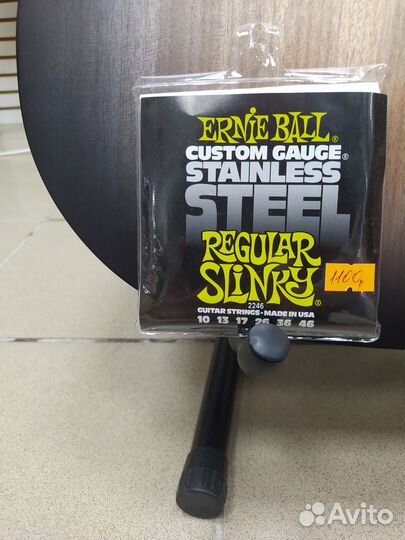 ERNIE BALL®
CUSTOM GAUGE®
STAINLESS
STEEL
REGULAR
SLINKY®
2246
GUITAR STRINGS • MADE IN USA
10 13 17 26 36 46
1100р
Avito